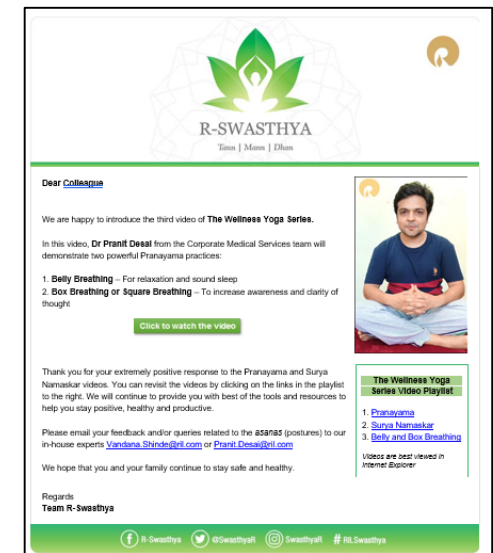 R-SWASTHYA
Tann | Mann | Dhan
Dear Colleague
We are happy to introduce the third video of The Wellness Yoga Series.
In this video, Dr Pranit Desai from the Corporate Medical Services team will
demonstrate two powerful Pranayama practices:
1. Belly Breathing – For relaxation and sound sleep
2. Box Breathing or Square Breathing – To increase awareness and clarity of
thought
Click to watch the video
Thank you for your extremely positive response to the Pranayama and Surya
Namaskar videos. You can revisit the videos by clicking on the links in the playlist
to the right. We will continue to provide you with best of the tools and resources to
help you stay positive, healthy and productive.
Please email your feedback and/or queries related to the asanas (postures) to our
in-house experts Vandana.Shinde@ril.com or Pranit.Desai@ril.com
We hope that you and your family continue to stay safe and healthy.
Regards
Team R-Swasthya
The Wellness Yoga
Series Video Playlist
1. Pranayama
2. Surya Namaskar
3. Belly and Box Breathing
Videos are best viewed in
Internet Explorer
R-Swasthya @SwasthyaR SwasthyaR # RILSwasthya